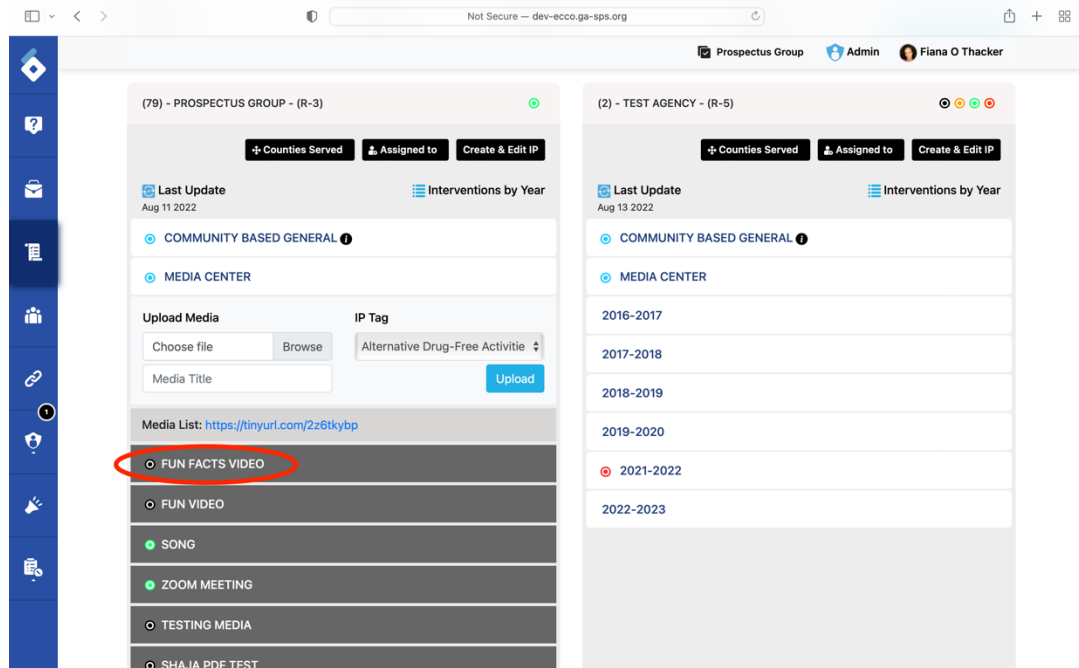 Not Secure — dev-ecco.ga-sps.org
Prospectus Group Admin Fiana O Thacker
(79) - PROSPECTUS GROUP - (R-3)
Counties Served Assigned to Create & Edit IP
Last Update Interventions by Year
Aug 11 2022
COMMUNITY BASED GENERAL
MEDIA CENTER
Upload Media IP Tag
Choose file Browse Alternative Drug-Free Activitie
Media Title Upload
Media List: https://tinyurl.com/2z6tkybp
FUN FACTS VIDEO
FUN VIDEO
SONG
ZOOM MEETING
TESTING MEDIA
SHAJA PDF TEST
(2) - TEST AGENCY - (R-5)
Counties Served Assigned to Create & Edit IP
Last Update Interventions by Year
Aug 13 2022
COMMUNITY BASED GENERAL
MEDIA CENTER
2016-2017
2017-2018
2018-2019
2019-2020
2021-2022
2022-2023
1